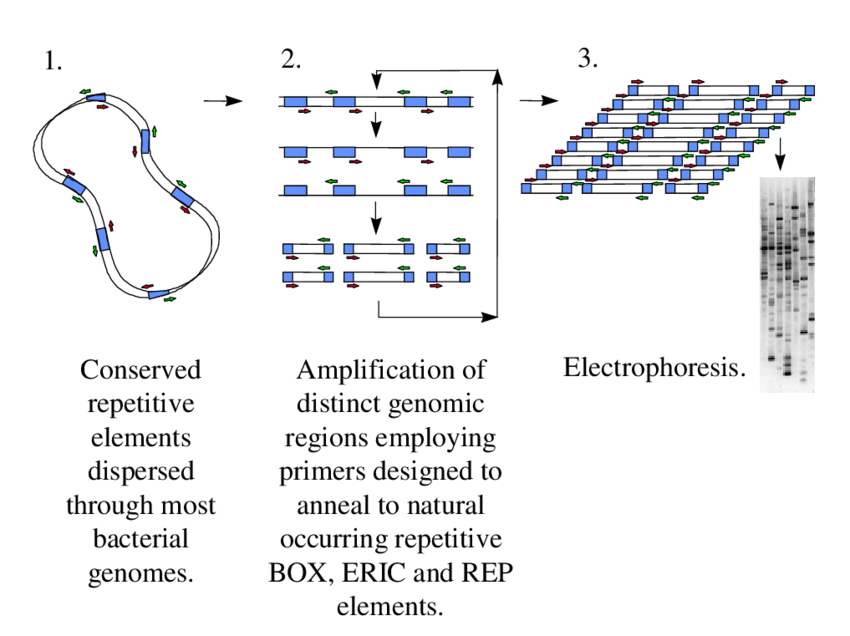 1.
2.
3.
Conserved
repetitive
elements
dispersed
through most
bacterial
genomes.
Amplification of
distinct genomic
regions employing
primers designed to
anneal to natural
occurring repetitive
BOX, ERIC and REP
elements.
Electrophoresis.